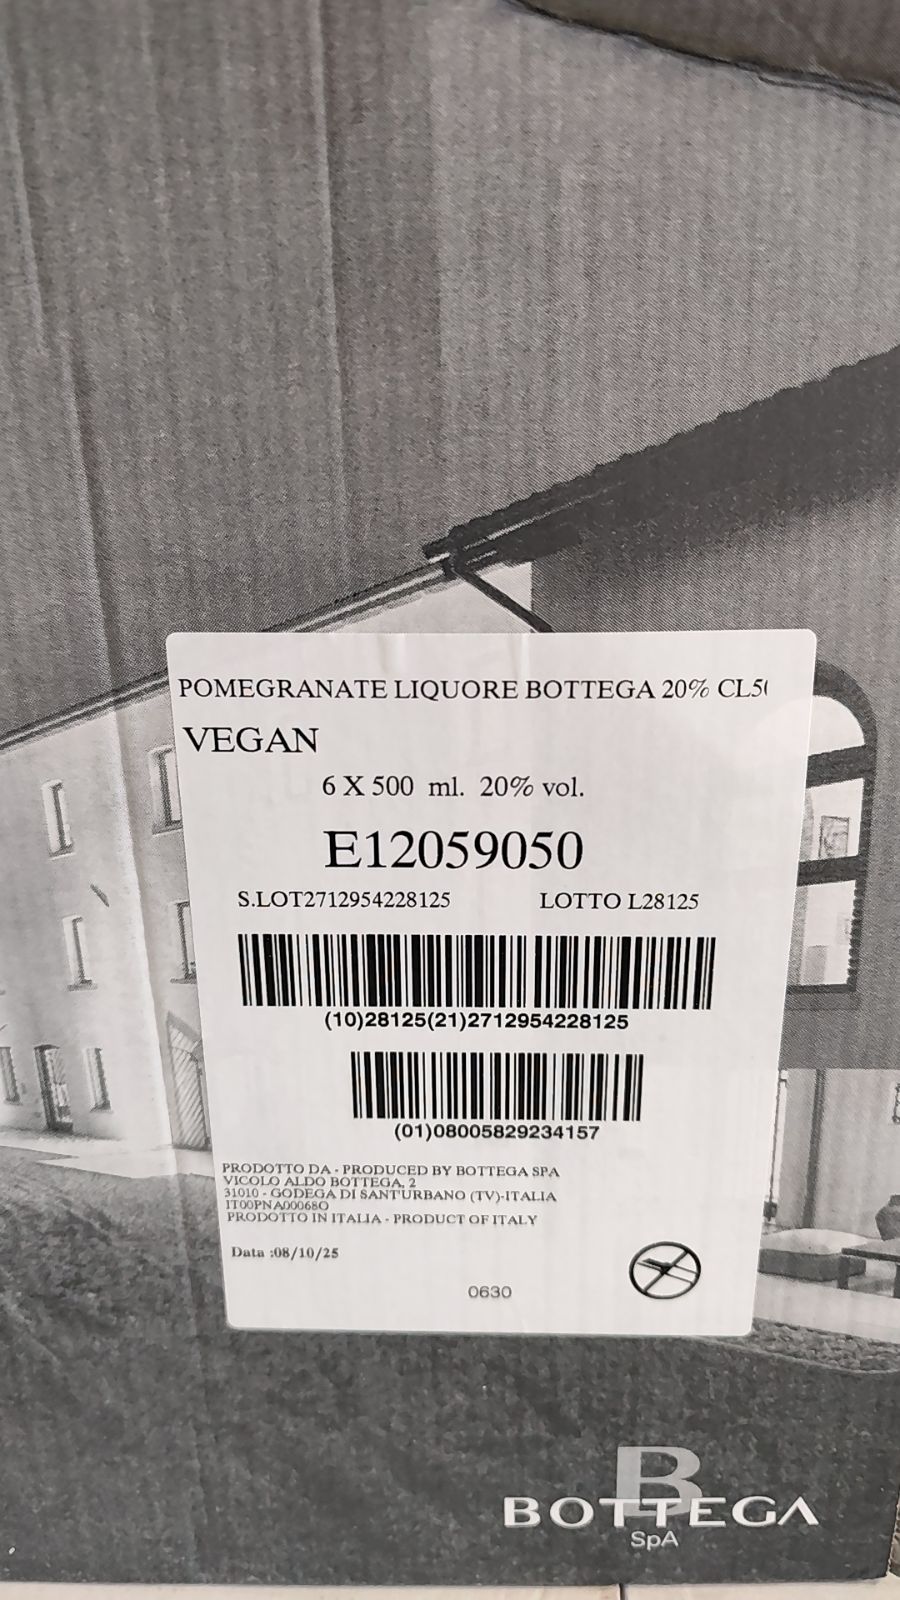 POMEGRANATE LIQUORE BOTTEGA 20% CL5
VEGAN
6 X 500 ml. 20% vol.
E12059050
S.LOT2712954228125 LOTTO L28125
(10)28125(21)2712954228125
(01)08005829234157
PRODOTTO DA - PRODUCED BY BOTTEGA SPA
VICOLO ALDO BOTTEGA, 2
31010 - GODEGA DI SANT'URBANO (TV)-ITALIA
IT00PNA00068O
PRODOTTO IN ITALIA - PRODUCT OF ITALY
Data :08/10/25
0630
B
BOTTEGA
SpA